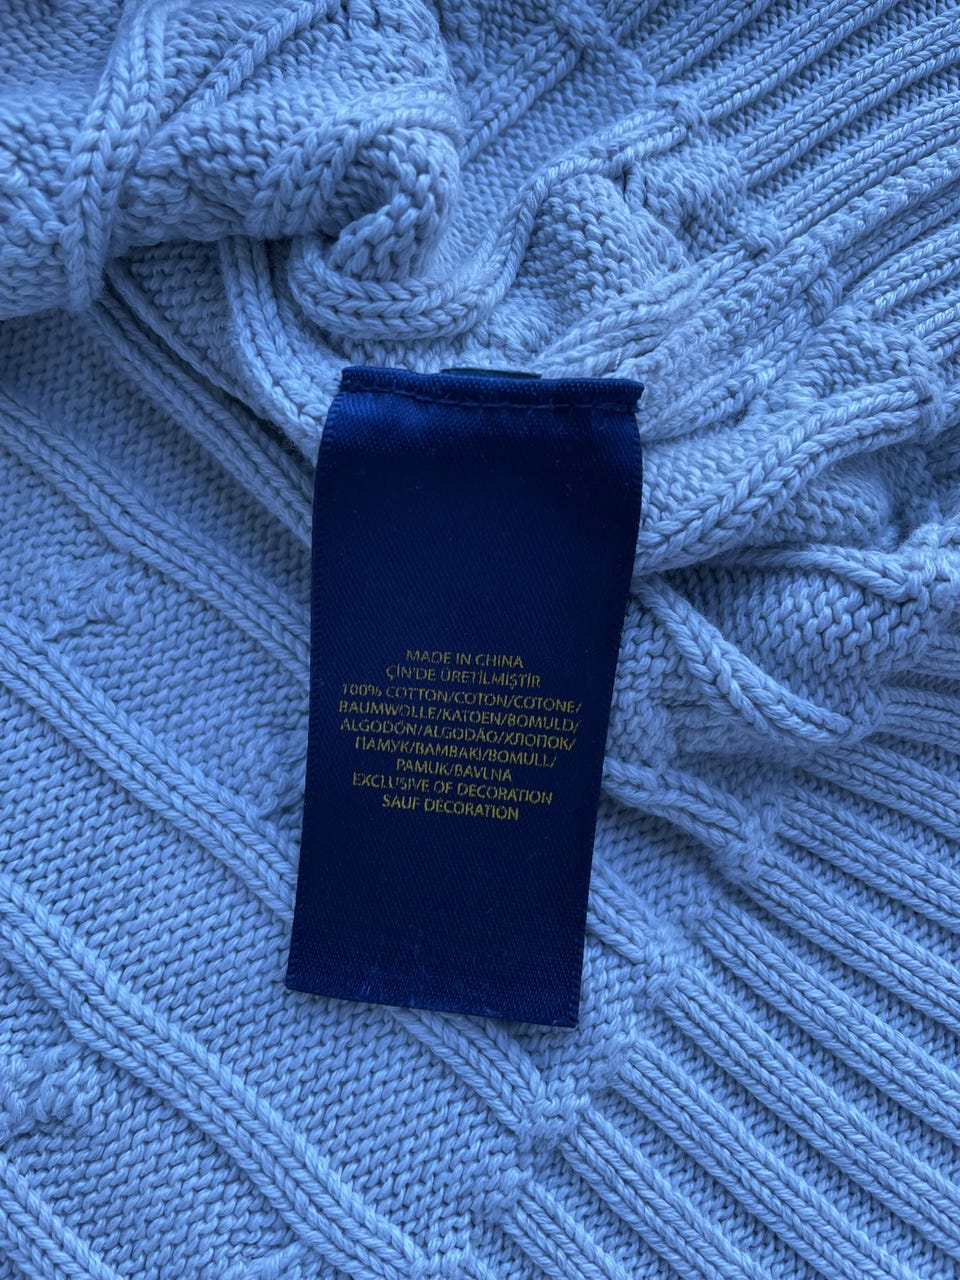 MADE IN CHINA
ÇİN'DE ÜRETİLMİŞTİR
100% COTTON/COTON/COTONE/
BAUMWOLLE/KATOEN/BOMULD/
ALGODÓN/ALGODÃO/ХЛОПОК/
ПАМУК/BAMBAKI/BOMULL/
PAMUK/BAVLNA
EXCLUSIVE OF DECORATION
SAUF DÉCORATION